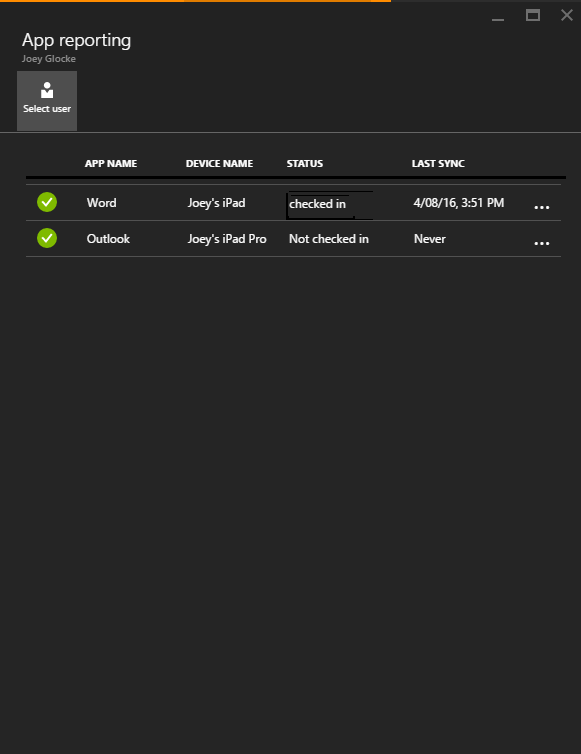 App reporting
Joey Glocke
Select user
APP NAME DEVICE NAME STATUS LAST SYNC
Word Joey's iPad checked in 4/08/16, 3:51 PM ...
Outlook Joey's iPad Pro Not checked in Never ...